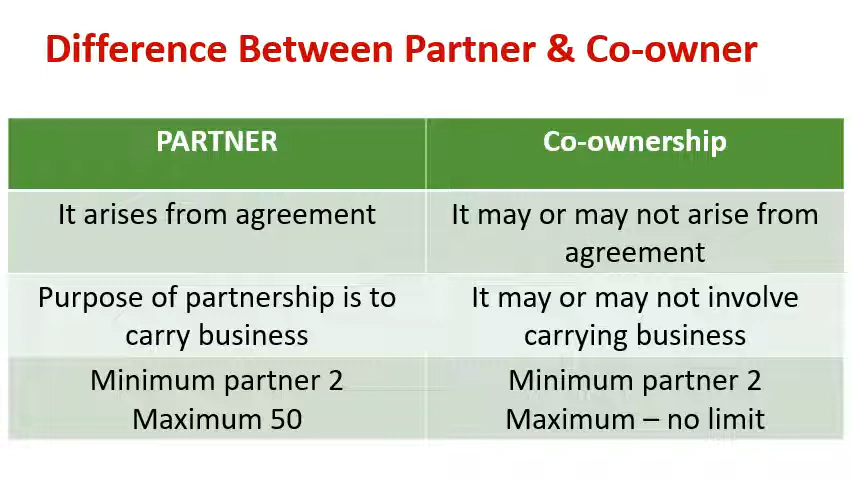 Difference Between Partner & Co-owner
PARTNER
Co-ownership
It arises from agreement
It may or may not arise from
agreement
Purpose of partnership is to
carry business
It may or may not involve
carrying business
Minimum partner 2
Maximum 50
Minimum partner 2
Maximum – no limit